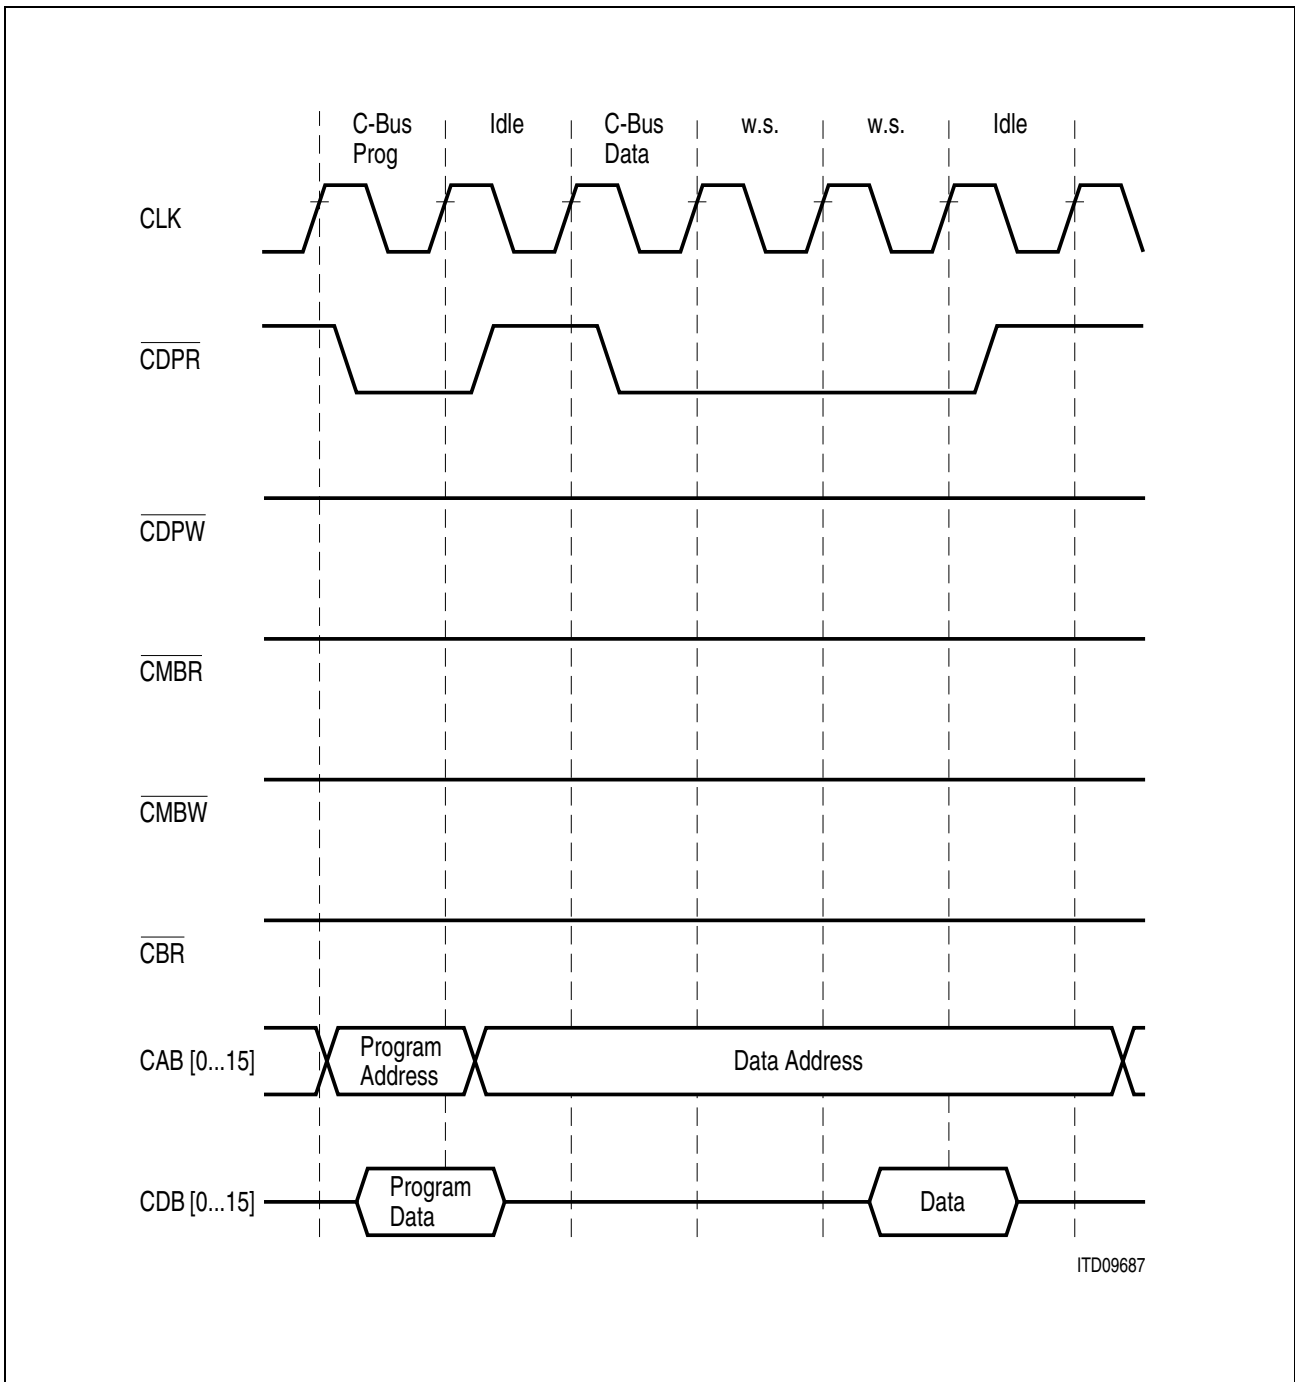 C-Bus Prog Idle C-Bus Data w.s. w.s. Idle
CLK
CDPR
CDPW
CMBR
CMBW
CBR
CAB [0...15] Program Address Data Address
CDB [0...15] Program Data Data
ITD09687